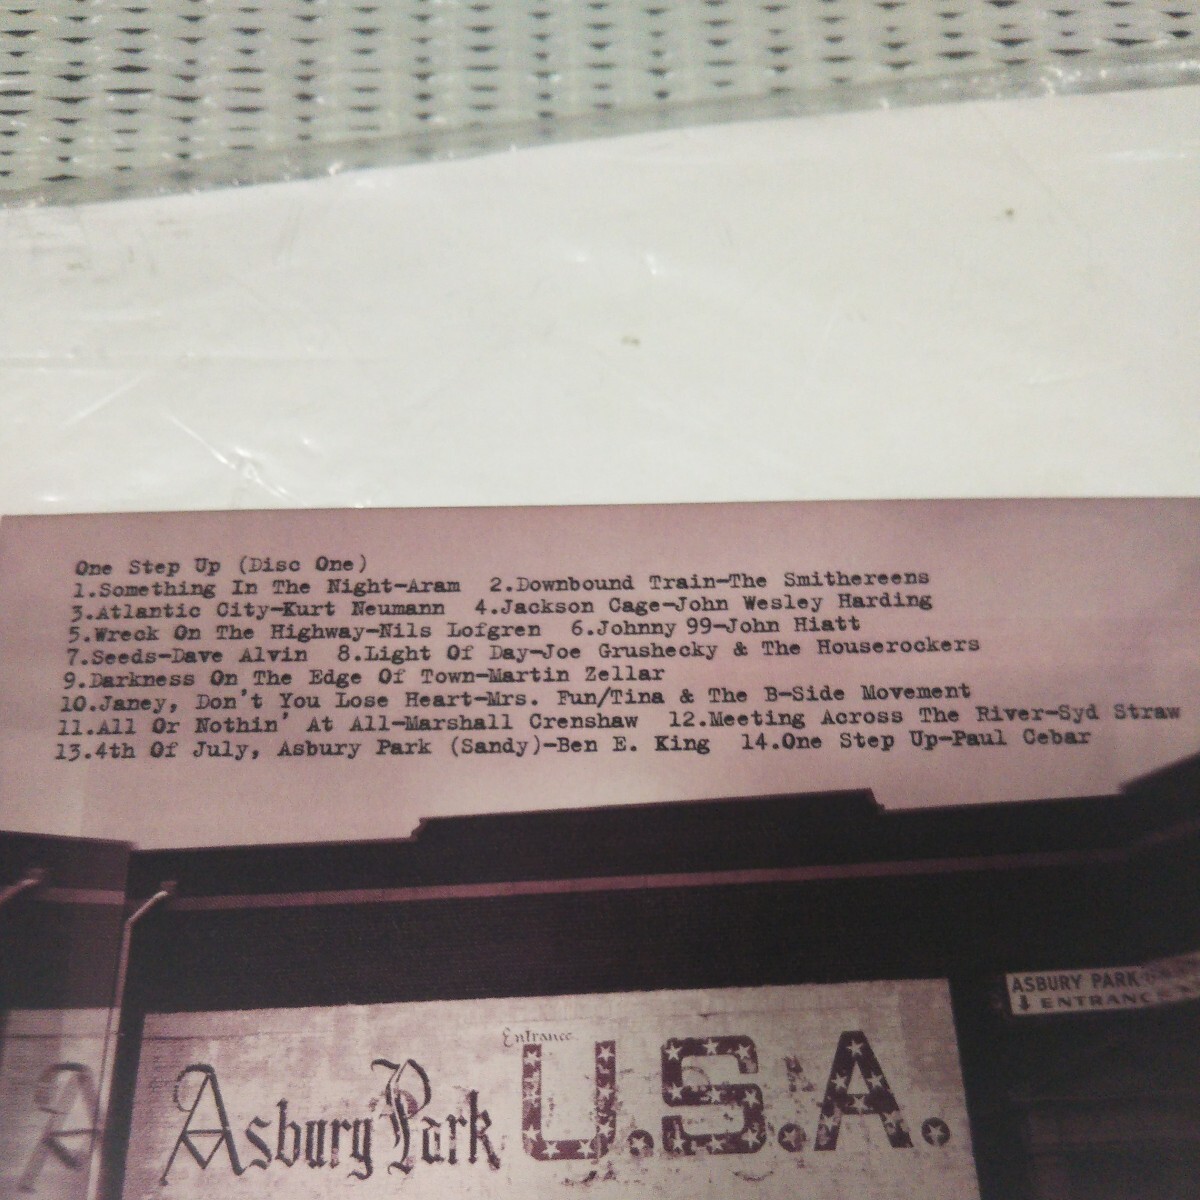 One Step Up (Disc One)
1.Something In The Night-Aram 2.Downbound Train-The Smithereens
3.Atlantic City-Kurt Neumann 4.Jackson Cage-John Wesley Harding
5.Wreck On The Highway-Nils Lofgren 6.Johnny 99-John Hiatt
7.Seeds-Dave Alvin 8.Light Of Day-Joe Grushecky & The Houserockers
9.Darkness On The Edge Of Town-Martin Zellar
10.Janey, Don't You Lose Heart-Mrs. Fun/Tina & The B-Side Movement
11.All Or Nothin' At All-Marshall Crenshaw 12.Meeting Across The River-Syd Straw
13.4th Of July, Asbury Park (Sandy)-Ben E. King 14.One Step Up-Paul Cebar
ASBURY PARK
↓ ENTRANCE
Entrance
Asbury Park U.S.A.
A